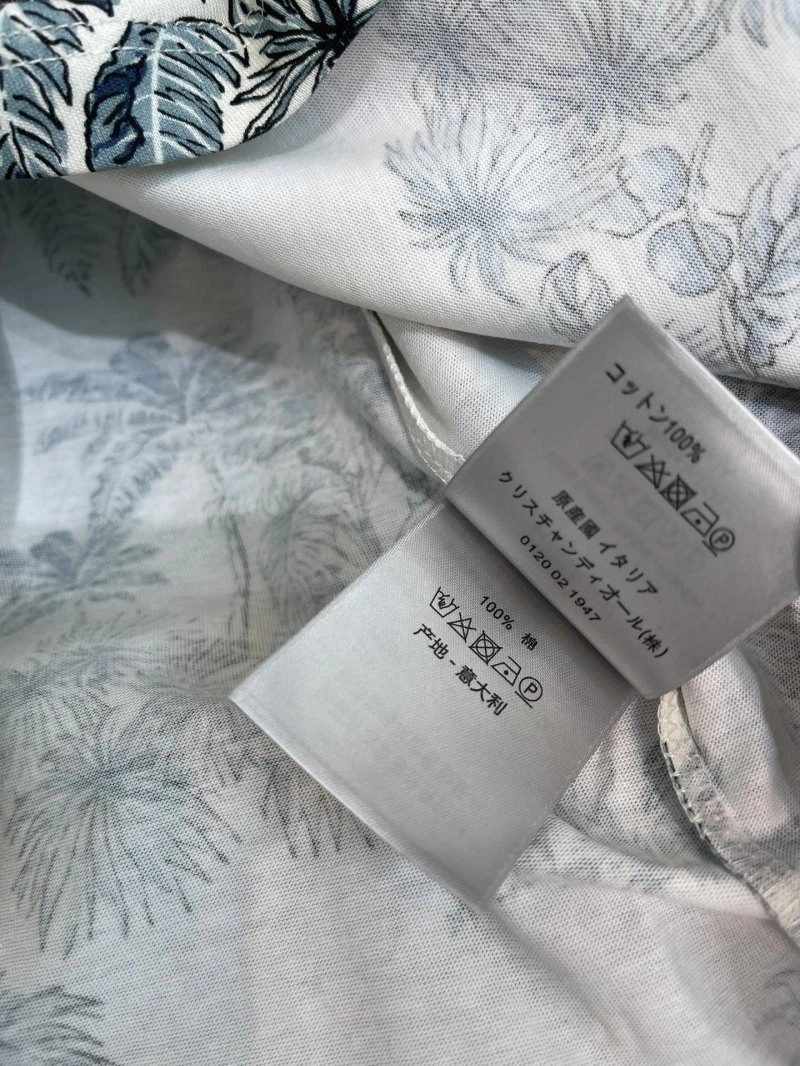 コットン100%
P
原産國 イタリア
クリスチャンディオール(株)
0120 02 1947
100% 棉
P
产地 - 意大利